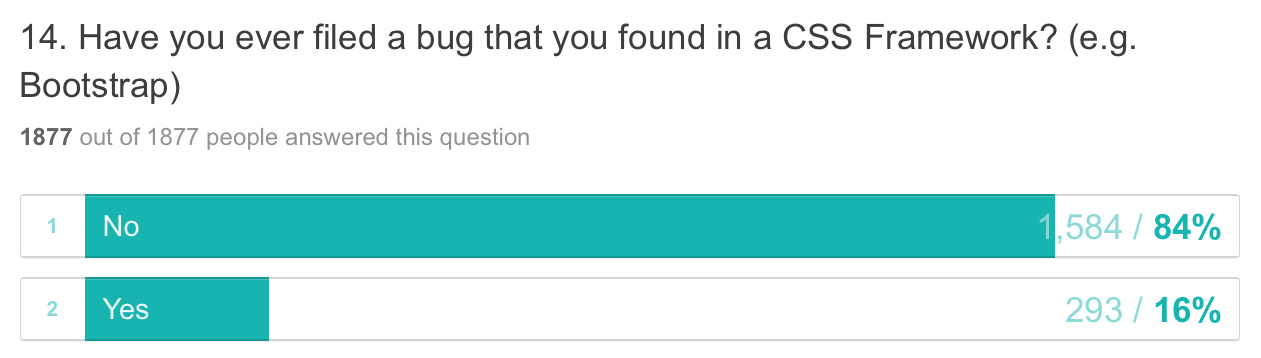 14. Have you ever filed a bug that you found in a CSS Framework? (e.g.
Bootstrap)
1877 out of 1877 people answered this question
1 No 1,584 / 84%
2 Yes 293 / 16%